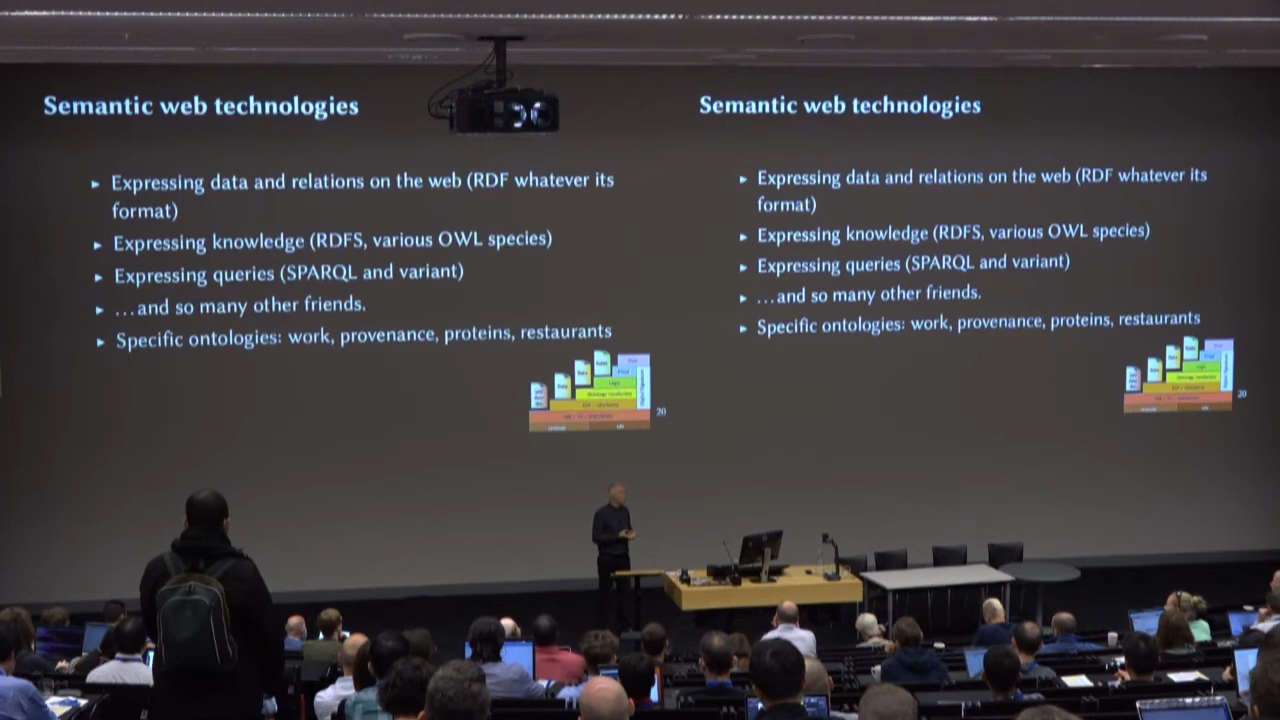 Semantic web technologies
▸ Expressing data and relations on the web (RDF whatever its
format)
▸ Expressing knowledge (RDFS, various OWL species)
▸ Expressing queries (SPARQL and variant)
▸ …and so many other friends.
▸ Specific ontologies: work, provenance, proteins, restaurants
20
Semantic web technologies
▸ Expressing data and relations on the web (RDF whatever its
format)
▸ Expressing knowledge (RDFS, various OWL species)
▸ Expressing queries (SPARQL and variant)
▸ …and so many other friends.
▸ Specific ontologies: work, provenance, proteins, restaurants
20